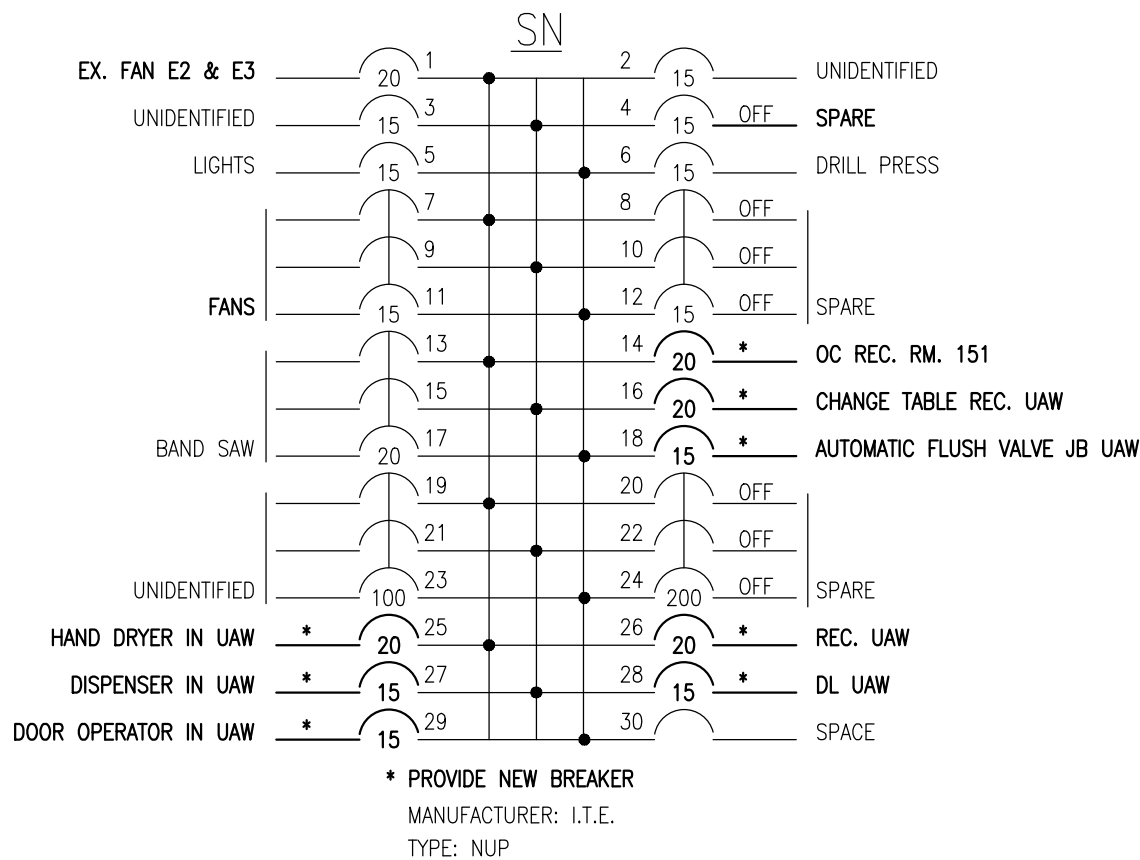 SN
EX. FAN E2 & E3 20 1 2 15 UNIDENTIFIED
UNIDENTIFIED 15 3 4 15 OFF SPARE
LIGHTS 15 5 6 15 DRILL PRESS
7 8 OFF
9 10 OFF
FANS 15 11 12 15 OFF SPARE
13 14 20 * OC REC. RM. 151
15 16 20 * CHANGE TABLE REC. UAW
BAND SAW 20 17 18 15 * AUTOMATIC FLUSH VALVE JB UAW
19 20 OFF
21 22 OFF
UNIDENTIFIED 100 23 24 200 OFF SPARE
HAND DRYER IN UAW * 20 25 26 20 * REC. UAW
DISPENSER IN UAW * 15 27 28 15 * DL UAW
DOOR OPERATOR IN UAW * 15 29 30 SPACE
* PROVIDE NEW BREAKER
MANUFACTURER: I.T.E.
TYPE: NUP